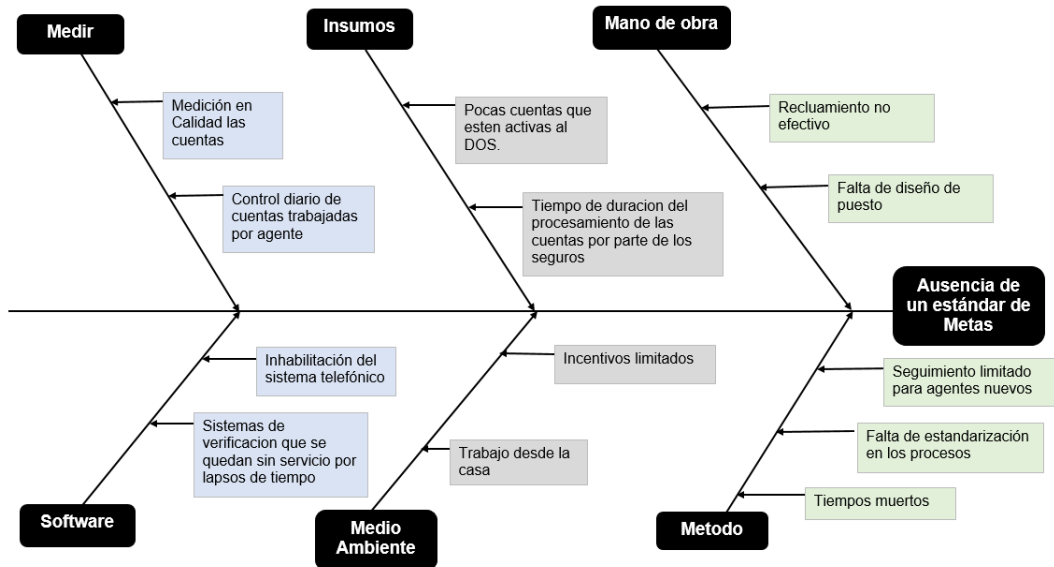 Medir
Insumos
Mano de obra
Medición en
Calidad las
cuentas
Control diario de
cuentas trabajadas
por agente
Pocas cuentas que
esten activas al
DOS.
Tiempo de duracion del
procesamiento de las
cuentas por parte de los
seguros
Recluamiento no
efectivo
Falta de diseño de
puesto
Ausencia de
un estándar de
Metas
Inhabilitación del
sistema telefónico
Sistemas de
verificacion que se
quedan sin servicio por
lapsos de tiempo
Incentivos limitados
Trabajo desde la
casa
Seguimiento limitado
para agentes nuevos
Falta de estandarización
en los procesos
Tiempos muertos
Software
Medio
Ambiente
Metodo